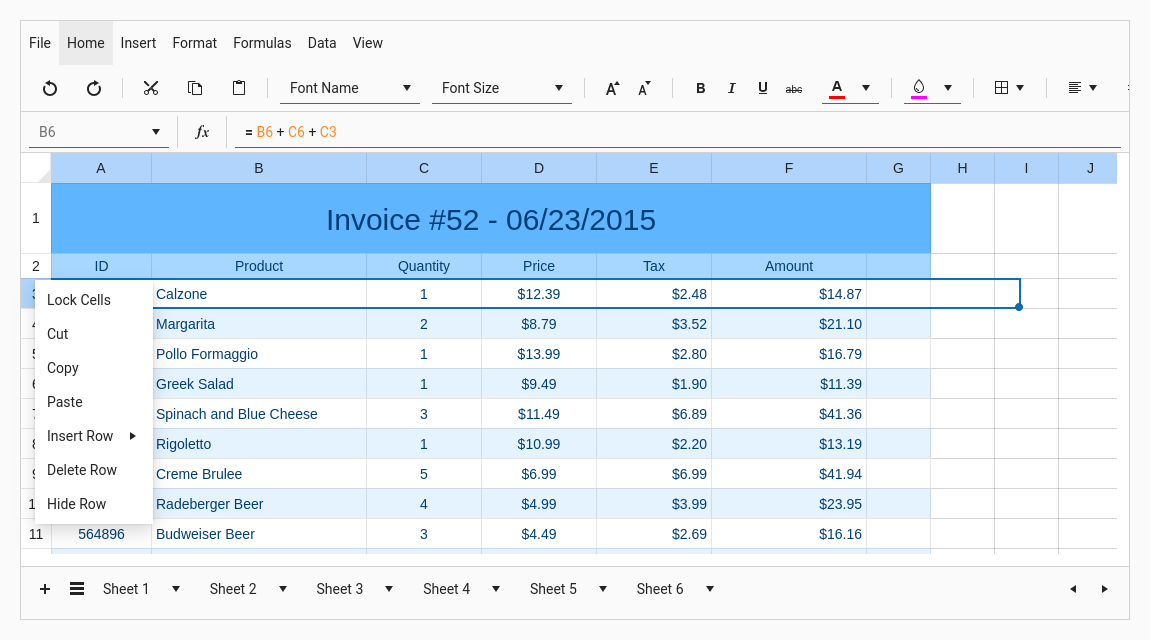 File Home Insert Format Formulas Data View
Font Name Font Size A A B I U abc A
B6 fx = B6 + C6 + C3
A B C D E F G H I J
1 Invoice #52 - 06/23/2015
2 ID Product Quantity Price Tax Amount
3 Calzone 1 $12.39 $2.48 $14.87
Lock Cells
4 Margarita 2 $8.79 $3.52 $21.10
Cut
5 Pollo Formaggio 1 $13.99 $2.80 $16.79
Copy
6 Greek Salad 1 $9.49 $1.90 $11.39
Paste
7 Spinach and Blue Cheese 3 $11.49 $6.89 $41.36
Insert Row
8 Rigoletto 1 $10.99 $2.20 $13.19
Delete Row
9 Creme Brulee 5 $6.99 $6.99 $41.94
Hide Row
1 Radeberger Beer 4 $4.99 $3.99 $23.95
11 564896 Budweiser Beer 3 $4.49 $2.69 $16.16
Sheet 1 Sheet 2 Sheet 3 Sheet 4 Sheet 5 Sheet 6